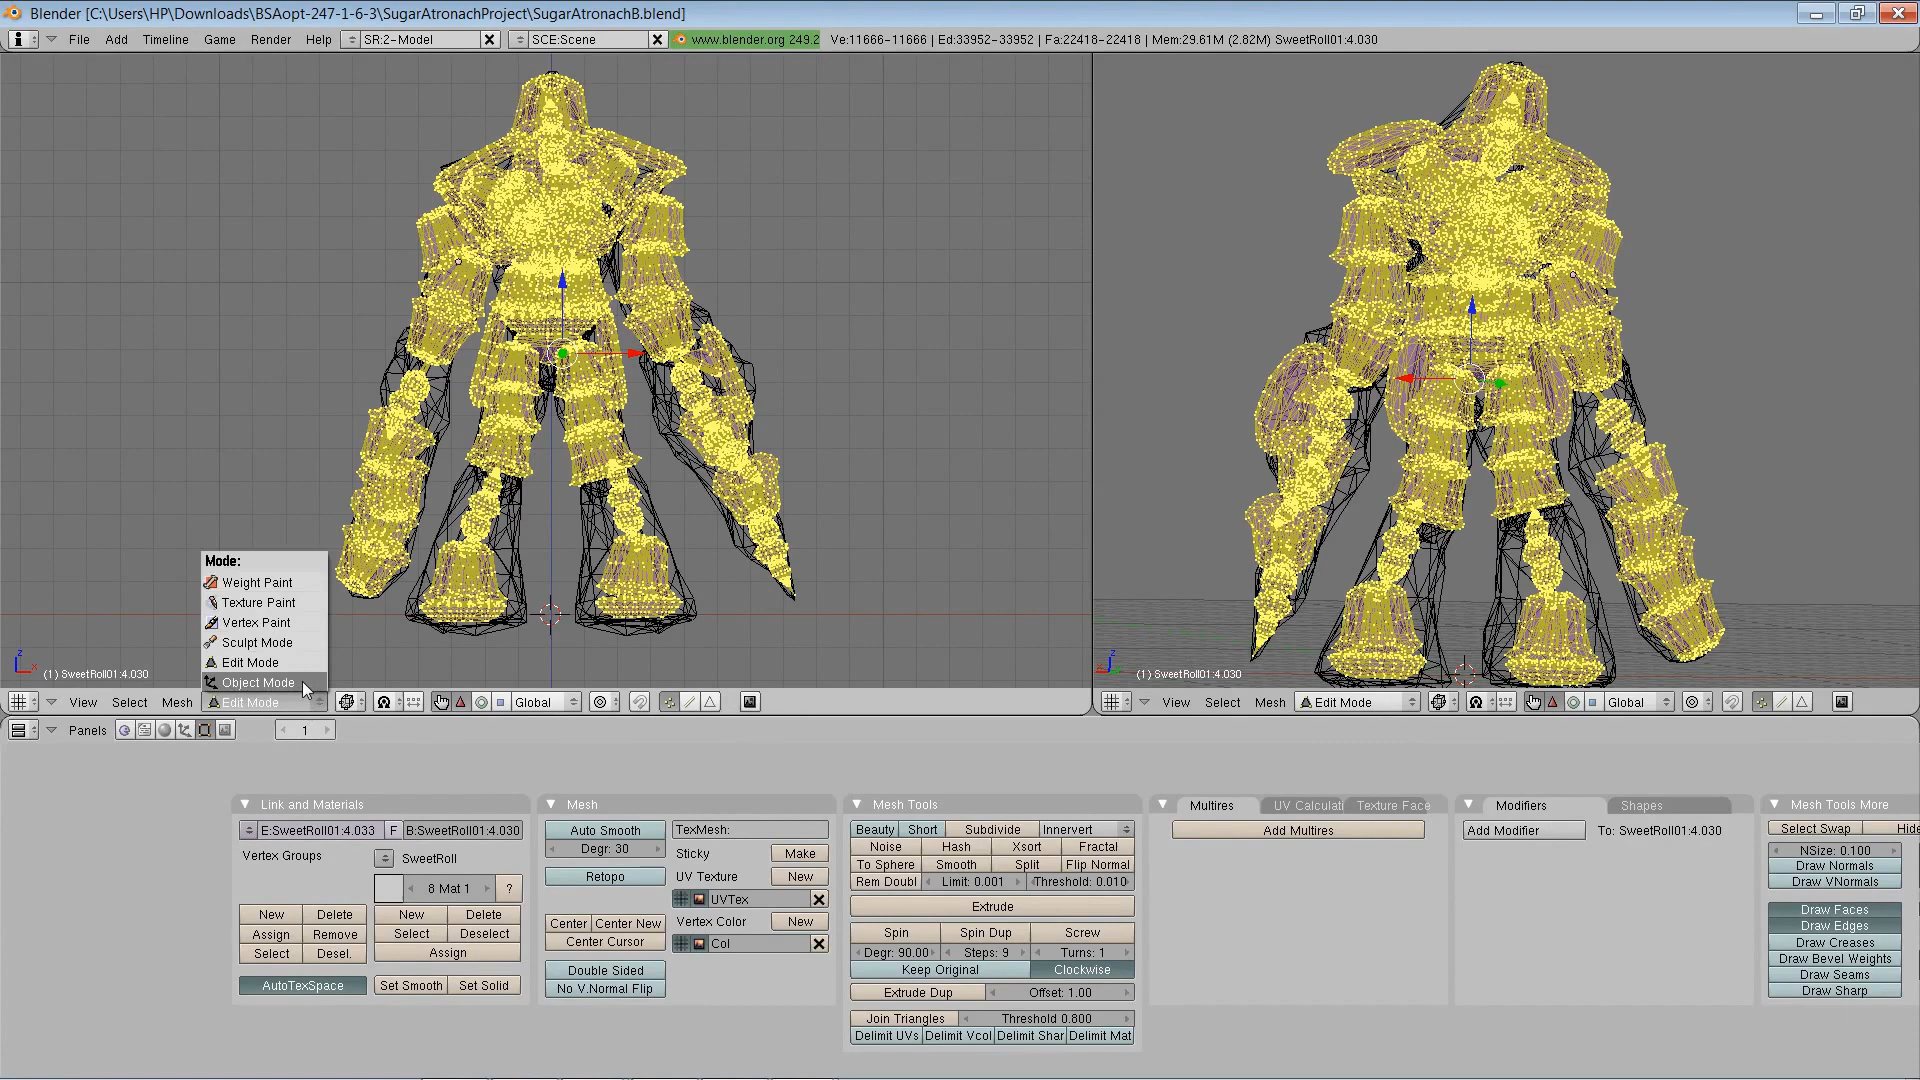 Blender [C:\Users\HP\Downloads\BSAopt-247-1-6-3\SugarAtronachProject\SugarAtronachB.blend]
File Add Timeline Game Render Help SR:2-Model SCE:Scene www.blender.org 249.2 Ve:11666-11666 | Ed:33952-33952 | Fa:22418-22418 | Mem:29.61M (2.82M) SweetRoll01:4.030
Mode:
Weight Paint
Texture Paint
Vertex Paint
Sculpt Mode
Edit Mode
Object Mode
z x
(1) SweetRoll01:4.030
z x
(1) SweetRoll01:4.030
View Select Mesh Edit Mode Global
View Select Mesh Edit Mode Global
Panels 1
Link and Materials
E:SweetRoll01:4.033 F B:SweetRoll01:4.030
Vertex Groups SweetRoll
8 Mat 1 ?
New Delete New Delete
Assign Remove Select Deselect
Select Desel. Assign
AutoTexSpace Set Smooth Set Solid
Mesh
Auto Smooth TexMesh:
Degr: 30 Sticky Make
Retopo UV Texture New
UVTex
Center Center New Vertex Color New
Center Cursor Col
Double Sided
No V.Normal Flip
Mesh Tools
Beauty Short Subdivide Innervert
Noise Hash Xsort Fractal
To Sphere Smooth Split Flip Normal
Rem Doubl Limit: 0.001 Threshold: 0.010
Extrude
Spin Spin Dup Screw
Degr: 90.00 Steps: 9 Turns: 1
Keep Original Clockwise
Extrude Dup Offset: 1.00
Join Triangles Threshold 0.800
Delimit UVs Delimit Vcol Delimit Shar Delimit Mat
Multires UV Calculati Texture Face
Add Multires
Modifiers Shapes
Add Modifier To: SweetRoll01:4.030
Mesh Tools More
Select Swap Hide
NSize: 0.100
Draw Normals
Draw VNormals
Draw Faces
Draw Edges
Draw Creases
Draw Bevel Weights
Draw Seams
Draw Sharp